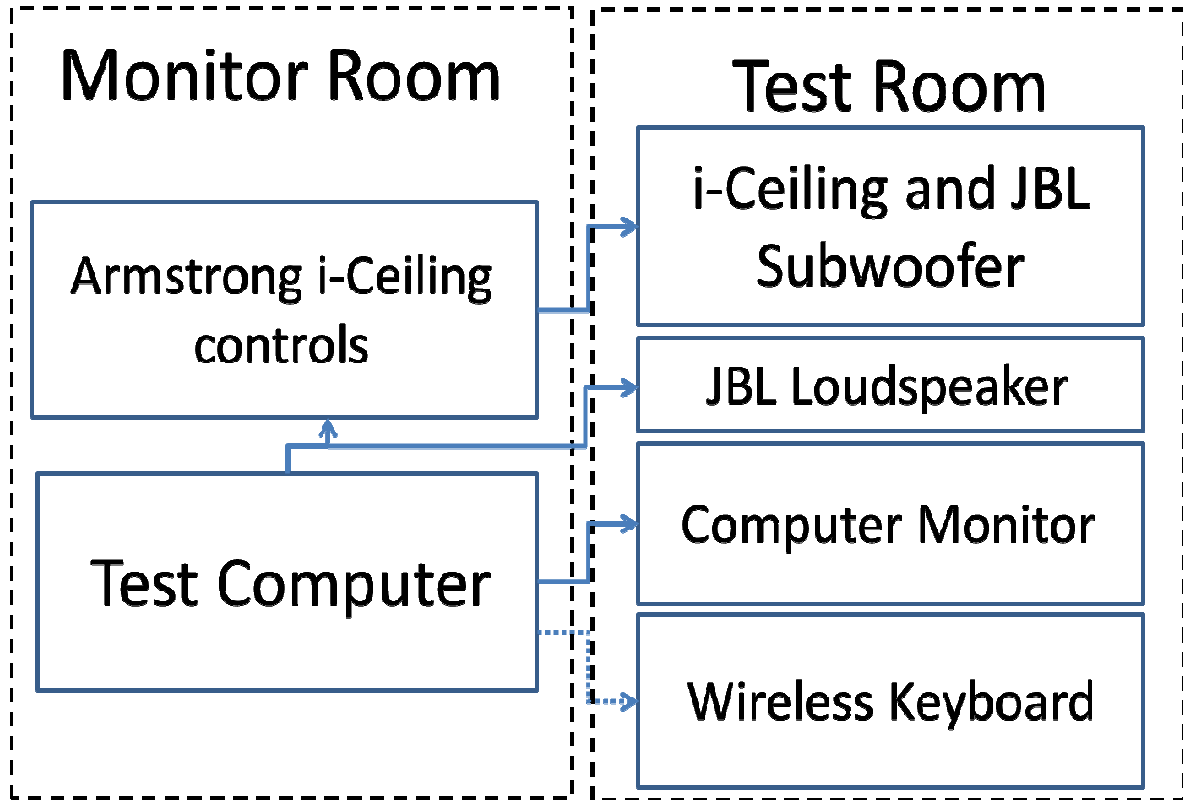 Monitor Room
Armstrong i-Ceiling
controls
Test Computer
Test Room
i-Ceiling and JBL
Subwoofer
JBL Loudspeaker
Computer Monitor
Wireless Keyboard